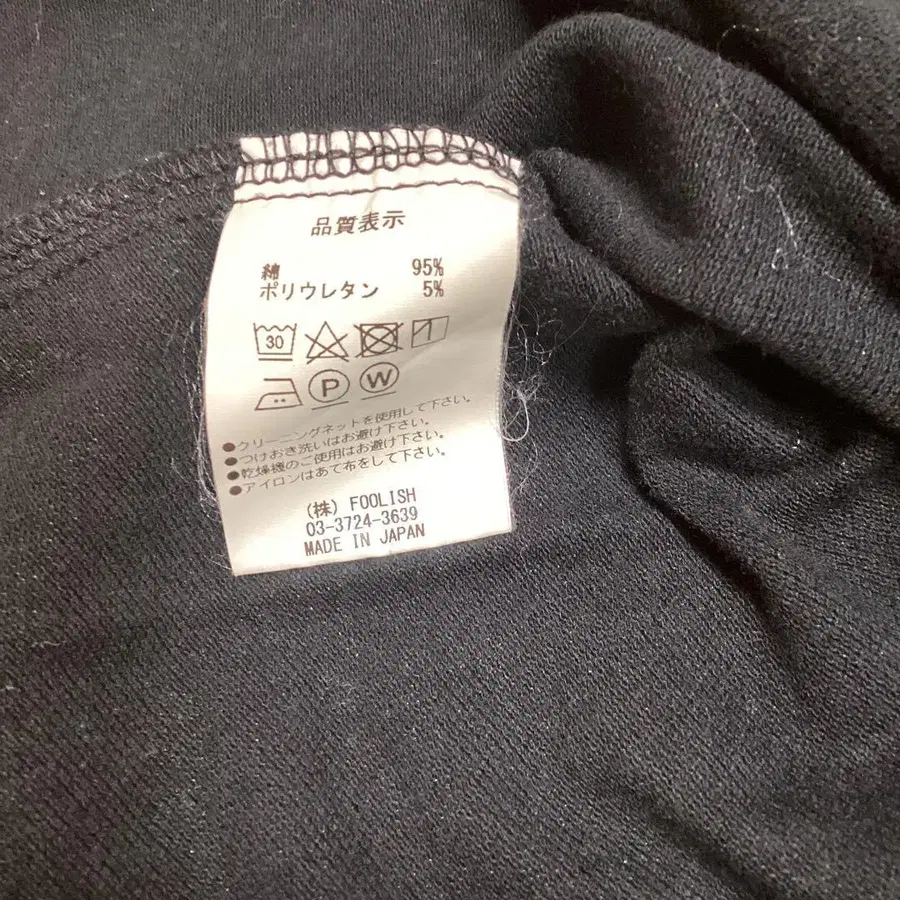 品質表示
綿 95%
ポリウレタン 5%
30
P W
●クリーニングネットを使用して下さい。
●つけおき洗いはお避け下さい。
●乾燥機のご使用はお避け下さい。
●アイロンはあて布をして下さい。
(株) FOOLISH
03-3724-3639
MADE IN JAPAN